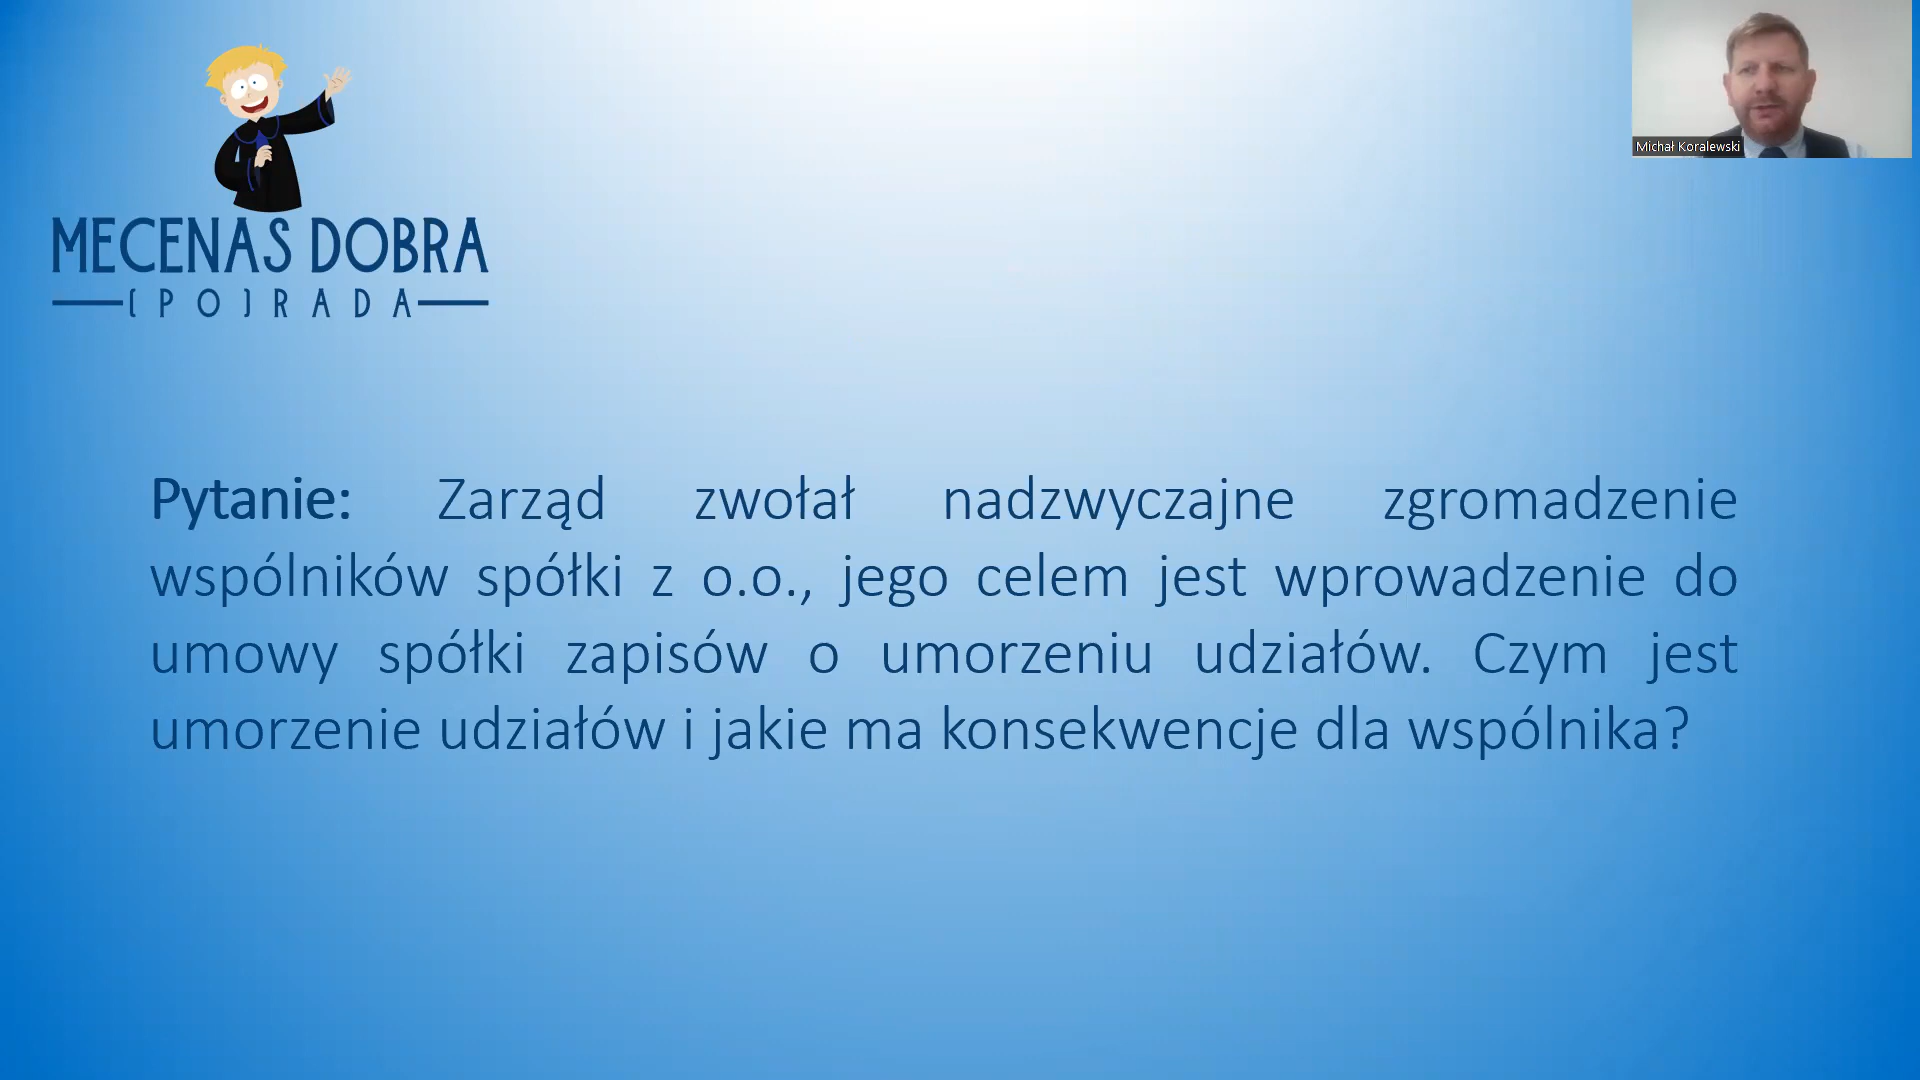 Michał Koralewski
MECENAS DOBRA
(PO)RADA
Pytanie: Zarząd zwołał nadzwyczajne zgromadzenie
wspólników spółki z o.o., jego celem jest wprowadzenie do
umowy spółki zapisów o umorzeniu udziałów. Czym jest
umorzenie udziałów i jakie ma konsekwencje dla wspólnika?